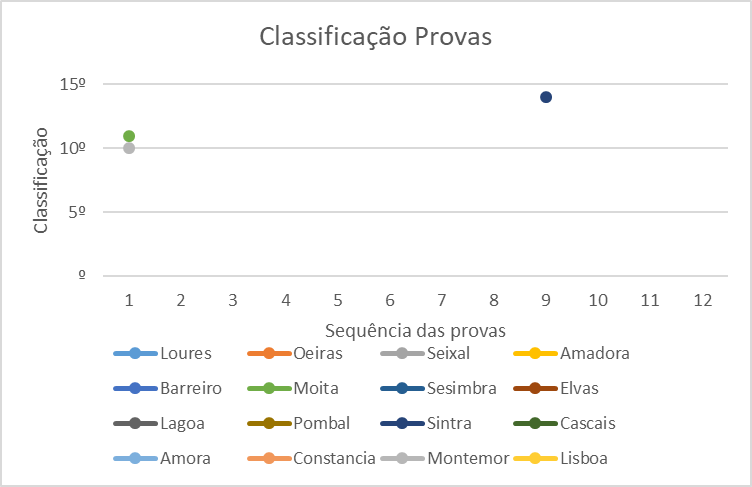 Classificação Provas
15º
10º
5º
º
Classificação
1 2 3 4 5 6 7 8 9 10 11 12
Sequência das provas
Loures Oeiras Seixal Amadora
Barreiro Moita Sesimbra Elvas
Lagoa Pombal Sintra Cascais
Amora Constancia Montemor Lisboa